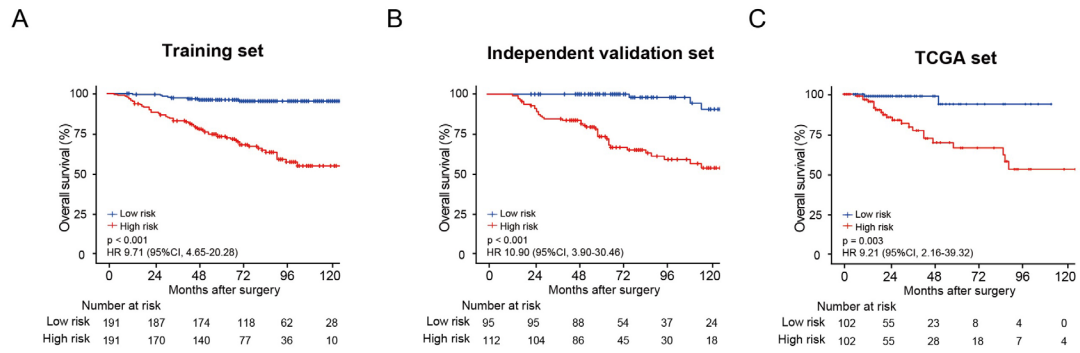 A
Training set
Overall survival (%)
100
75
50
25
0
Low risk
High risk
p < 0.001
HR 9.71 (95%CI, 4.65-20.28)
0 24 48 72 96 120
Months after surgery
Number at risk
Low risk 191 187 174 118 62 28
High risk 191 170 140 77 36 10
B
Independent validation set
Overall survival (%)
100
75
50
25
0
Low risk
High risk
p < 0.001
HR 10.90 (95%CI, 3.90-30.46)
0 24 48 72 96 120
Months after surgery
Number at risk
Low risk 95 95 88 54 37 24
High risk 112 104 86 45 30 18
C
TCGA set
Overall survival (%)
100
75
50
25
0
Low risk
High risk
p = 0.003
HR 9.21 (95%CI, 2.16-39.32)
0 24 48 72 96 120
Months after surgery
Number at risk
Low risk 102 55 23 8 4 0
High risk 102 55 28 18 7 4